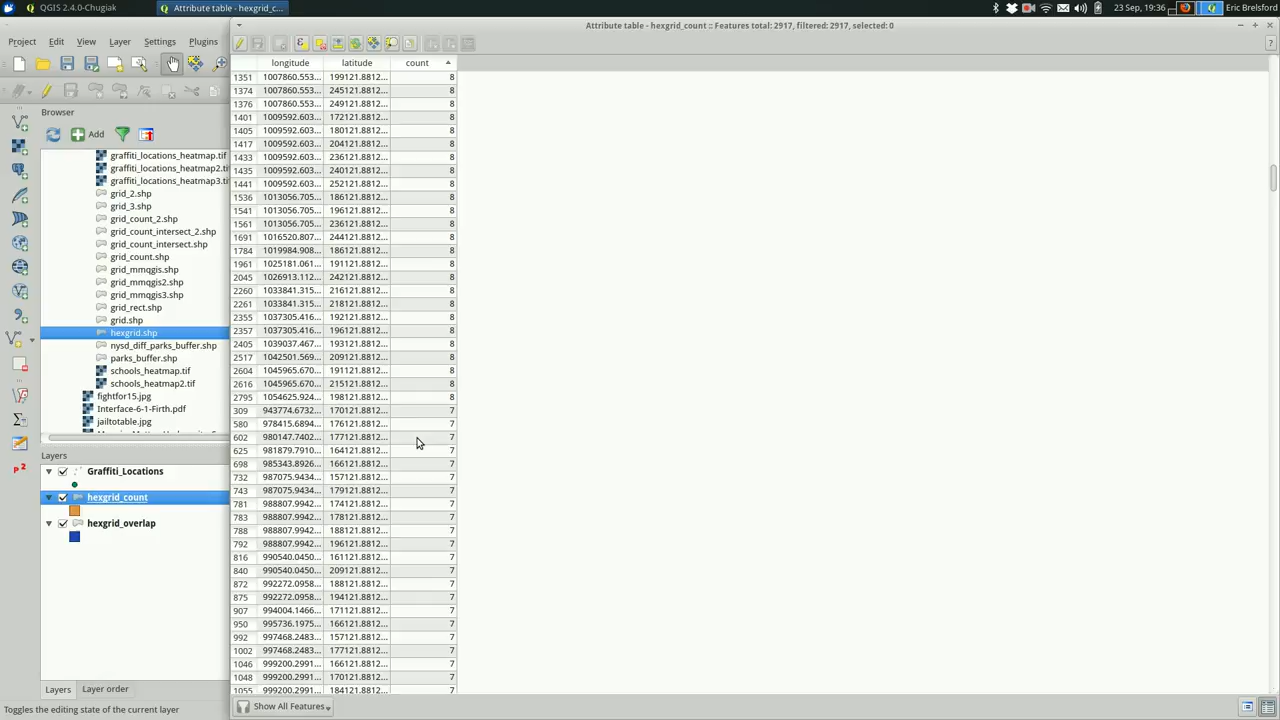 QGIS 2.4.0-Chugiak
Attribute table - hexgrid_c...
23 Sep, 19:36
Eric Brelsford
Attribute table - hexgrid_count :: Features total: 2917, filtered: 2917, selected: 0
Project Edit View Layer Settings Plugins
Browser
Add
graffiti_locations_heatmap.tif
graffiti_locations_heatmap2.tif
graffiti_locations_heatmap3.tif
grid_2.shp
grid_3.shp
grid_count_2.shp
grid_count_intersect_2.shp
grid_count_intersect.shp
grid_count.shp
grid_mmqgis.shp
grid_mmqgis2.shp
grid_mmqgis3.shp
grid_rect.shp
grid.shp
hexgrid.shp
nysd_diff_parks_buffer.shp
parks_buffer.shp
schools_heatmap.tif
schools_heatmap2.tif
fightfor15.jpg
Interface-6-1-Firth.pdf
jailtotable.jpg
Layers
Graffiti_Locations
hexgrid_count
hexgrid_overlap
Layers Layer order
Toggles the editing state of the current layer
longitude latitude count
1351 1007860.553... 199121.8812... 8
1374 1007860.553... 245121.8812... 8
1376 1007860.553... 249121.8812... 8
1401 1009592.603... 172121.8812... 8
1405 1009592.603... 180121.8812... 8
1417 1009592.603... 204121.8812... 8
1433 1009592.603... 236121.8812... 8
1435 1009592.603... 240121.8812... 8
1441 1009592.603... 252121.8812... 8
1536 1013056.705... 186121.8812... 8
1541 1013056.705... 196121.8812... 8
1561 1013056.705... 236121.8812... 8
1691 1016520.807... 244121.8812... 8
1784 1019984.908... 186121.8812... 8
1961 1025181.061... 191121.8812... 8
2045 1026913.112... 242121.8812... 8
2260 1033841.315... 216121.8812... 8
2261 1033841.315... 218121.8812... 8
2355 1037305.416... 192121.8812... 8
2357 1037305.416... 196121.8812... 8
2405 1039037.467... 192121.8812... 8
2517 1042501.569... 209121.8812... 8
2604 1045965.670... 191121.8812... 8
2616 1045965.670... 215121.8812... 8
2795 1054625.924... 198121.8812... 8
309 943774.6732... 170121.8812... 7
580 978415.6894... 176121.8812... 7
602 980147.7402... 177121.8812... 7
625 981879.7910... 164121.8812... 7
698 985343.8926... 166121.8812... 7
732 987075.9434... 157121.8812... 7
743 987075.9434... 179121.8812... 7
781 988807.9942... 174121.8812... 7
783 988807.9942... 178121.8812... 7
788 988807.9942... 188121.8812... 7
792 988807.9942... 196121.8812... 7
816 990540.0450... 161121.8812... 7
840 990540.0450... 209121.8812... 7
872 992272.0958... 188121.8812... 7
875 992272.0958... 194121.8812... 7
907 994004.1466... 171121.8812... 7
950 995736.1975... 166121.8812... 7
992 997468.2483... 157121.8812... 7
1002 997468.2483... 177121.8812... 7
1046 999200.2991... 166121.8812... 7
1048 999200.2991... 170121.8812... 7
1055 999200.2991... 184121.8812... 7
Show All Features